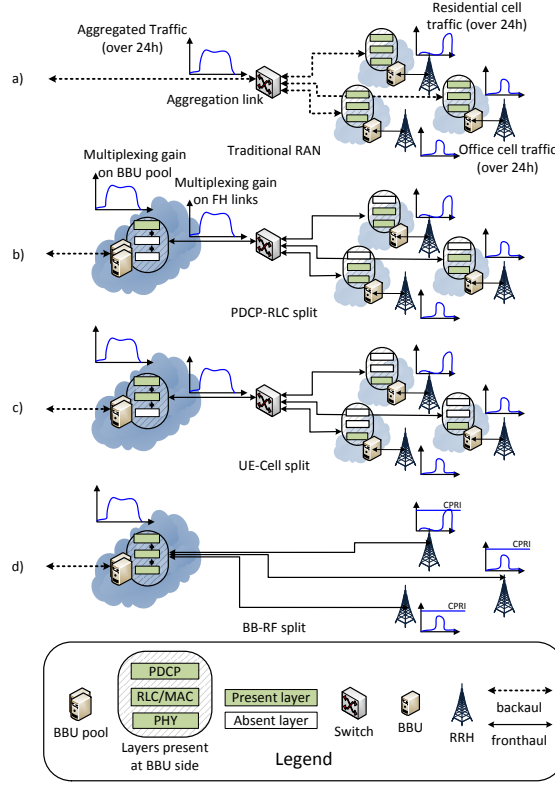 Aggregated Traffic
(over 24h)
Residential cell
traffic (over 24h)
a)
Aggregation link
Traditional RAN
Office cell traffic
(over 24h)
Multiplexing gain
on BBU pool
Multiplexing gain
on FH links
b)
PDCP-RLC split
c)
UE-Cell split
CPRI
CPRI
d)
CPRI
BB-RF split
PDCP
RLC/MAC
PHY
Present layer
Absent layer
BBU pool
Layers present
at BBU side
Switch
BBU
RRH
backaul
fronthaul
Legend